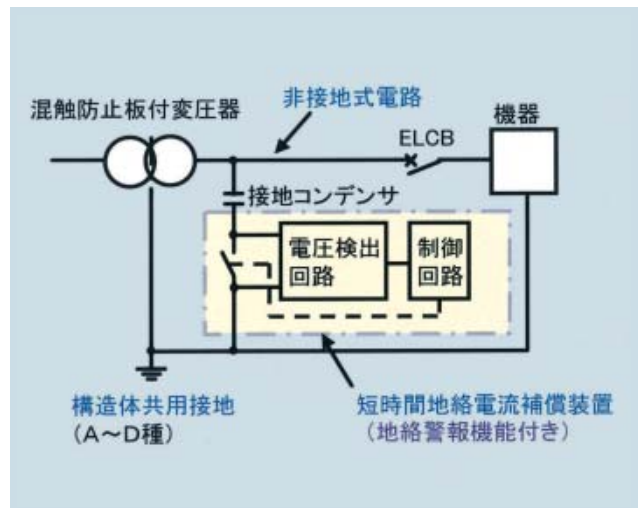 非接地式電路
混触防止板付変圧器
機器
ELCB
接地コンデンサ
電圧検出
回路
制御
回路
構造体共用接地
(A～D種)
短時間地絡電流補償装置
(地絡警報機能付き)